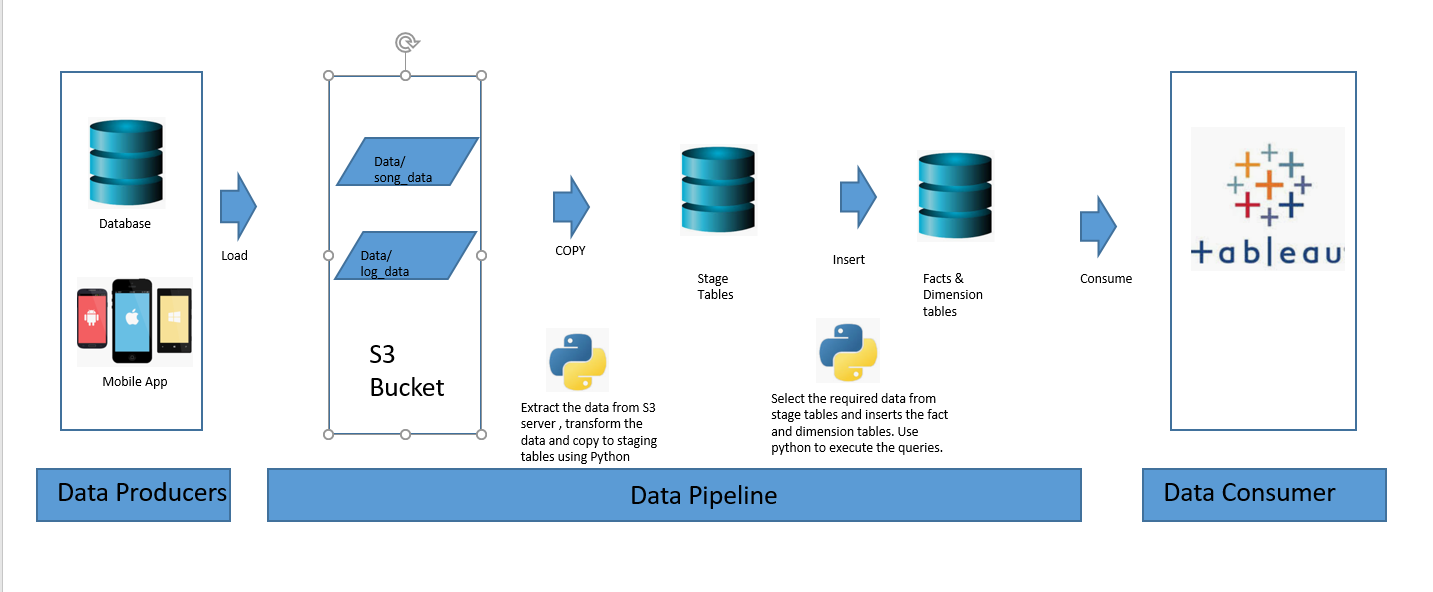 Database
Mobile App
Data Producers
Load
Data/
song_data
Data/
log_data
S3
Bucket
COPY
Extract the data from S3
server , transform the
data and copy to staging
tables using Python
Stage
Tables
Insert
Select the required data from
stage tables and inserts the fact
and dimension tables. Use
python to execute the queries.
Facts &
Dimension
tables
Data Pipeline
Consume
+ableau
Data Consumer